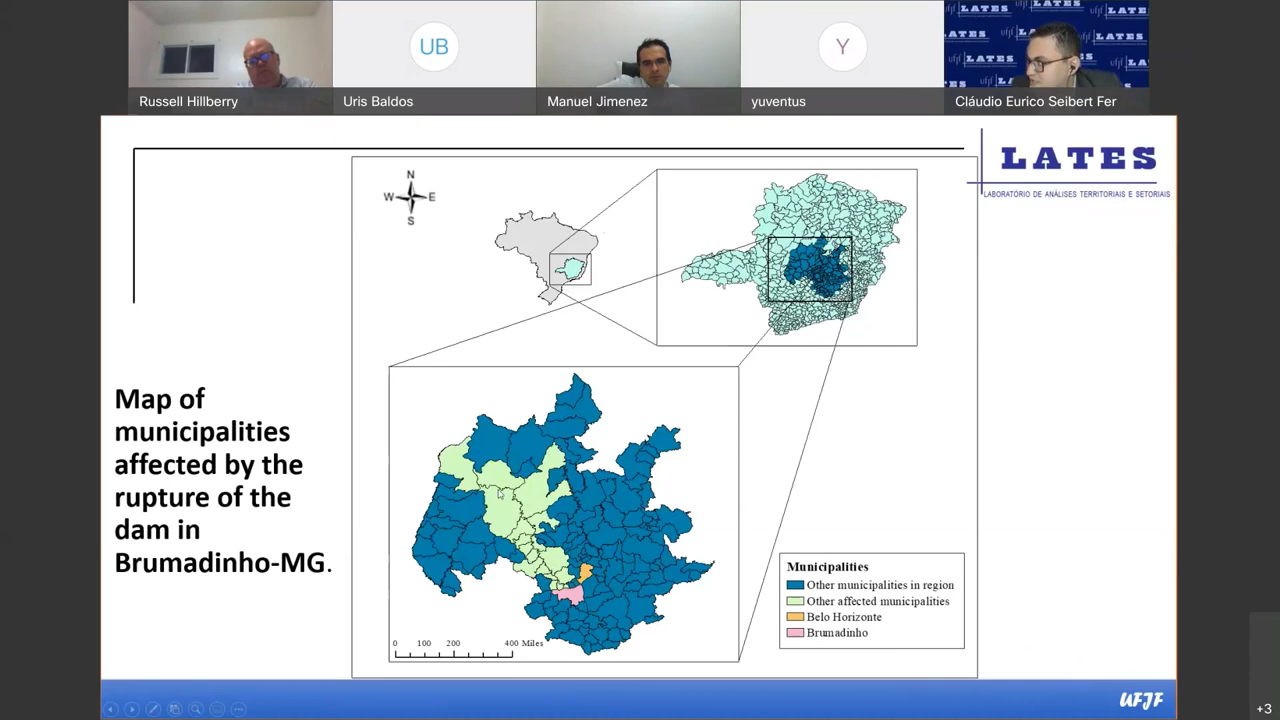 UB
Y
ufjf LATES
Russell Hillberry
Uris Baldos
Manuel Jimenez
yuventus
Cláudio Eurico Seibert Fer
LATES
LABORATÓRIO DE ANÁLISES TERRITORIAIS E SETORIAIS
N
W E
S
Map of
municipalities
affected by the
rupture of the
dam in
Brumadinho-MG.
0 100 200 400 Miles
Municipalities
Other municipalities in region
Other affected municipalities
Belo Horizonte
Brumadinho
UFJF
+3